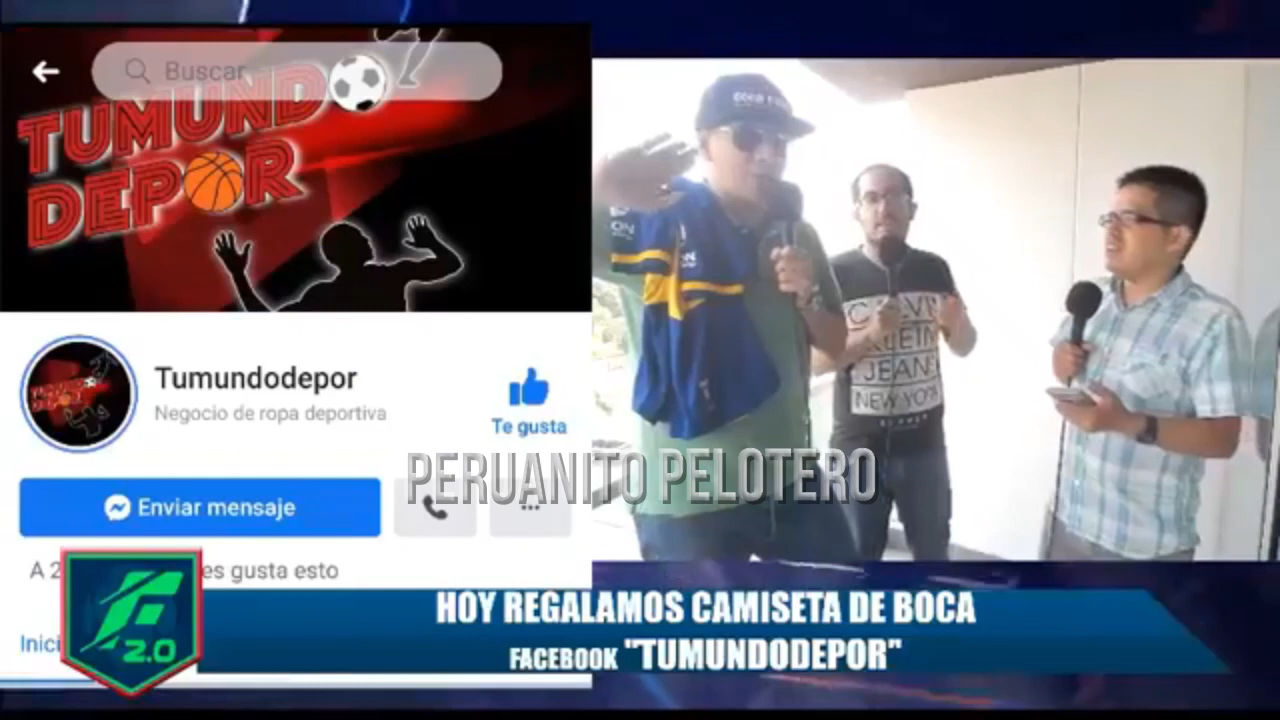 Buscar
TUMUNDO
DEPOR
Tumundodepor
Negocio de ropa deportiva
Te gusta
Enviar mensaje
A 2
es gusta esto
Inici
2.0
CALVIN
KLEIN
JEANS
NEW YORK
PERUANITO PELOTERO
HOY REGALAMOS CAMISETA DE BOCA
FACEBOOK "TUMUNDODEPOR"